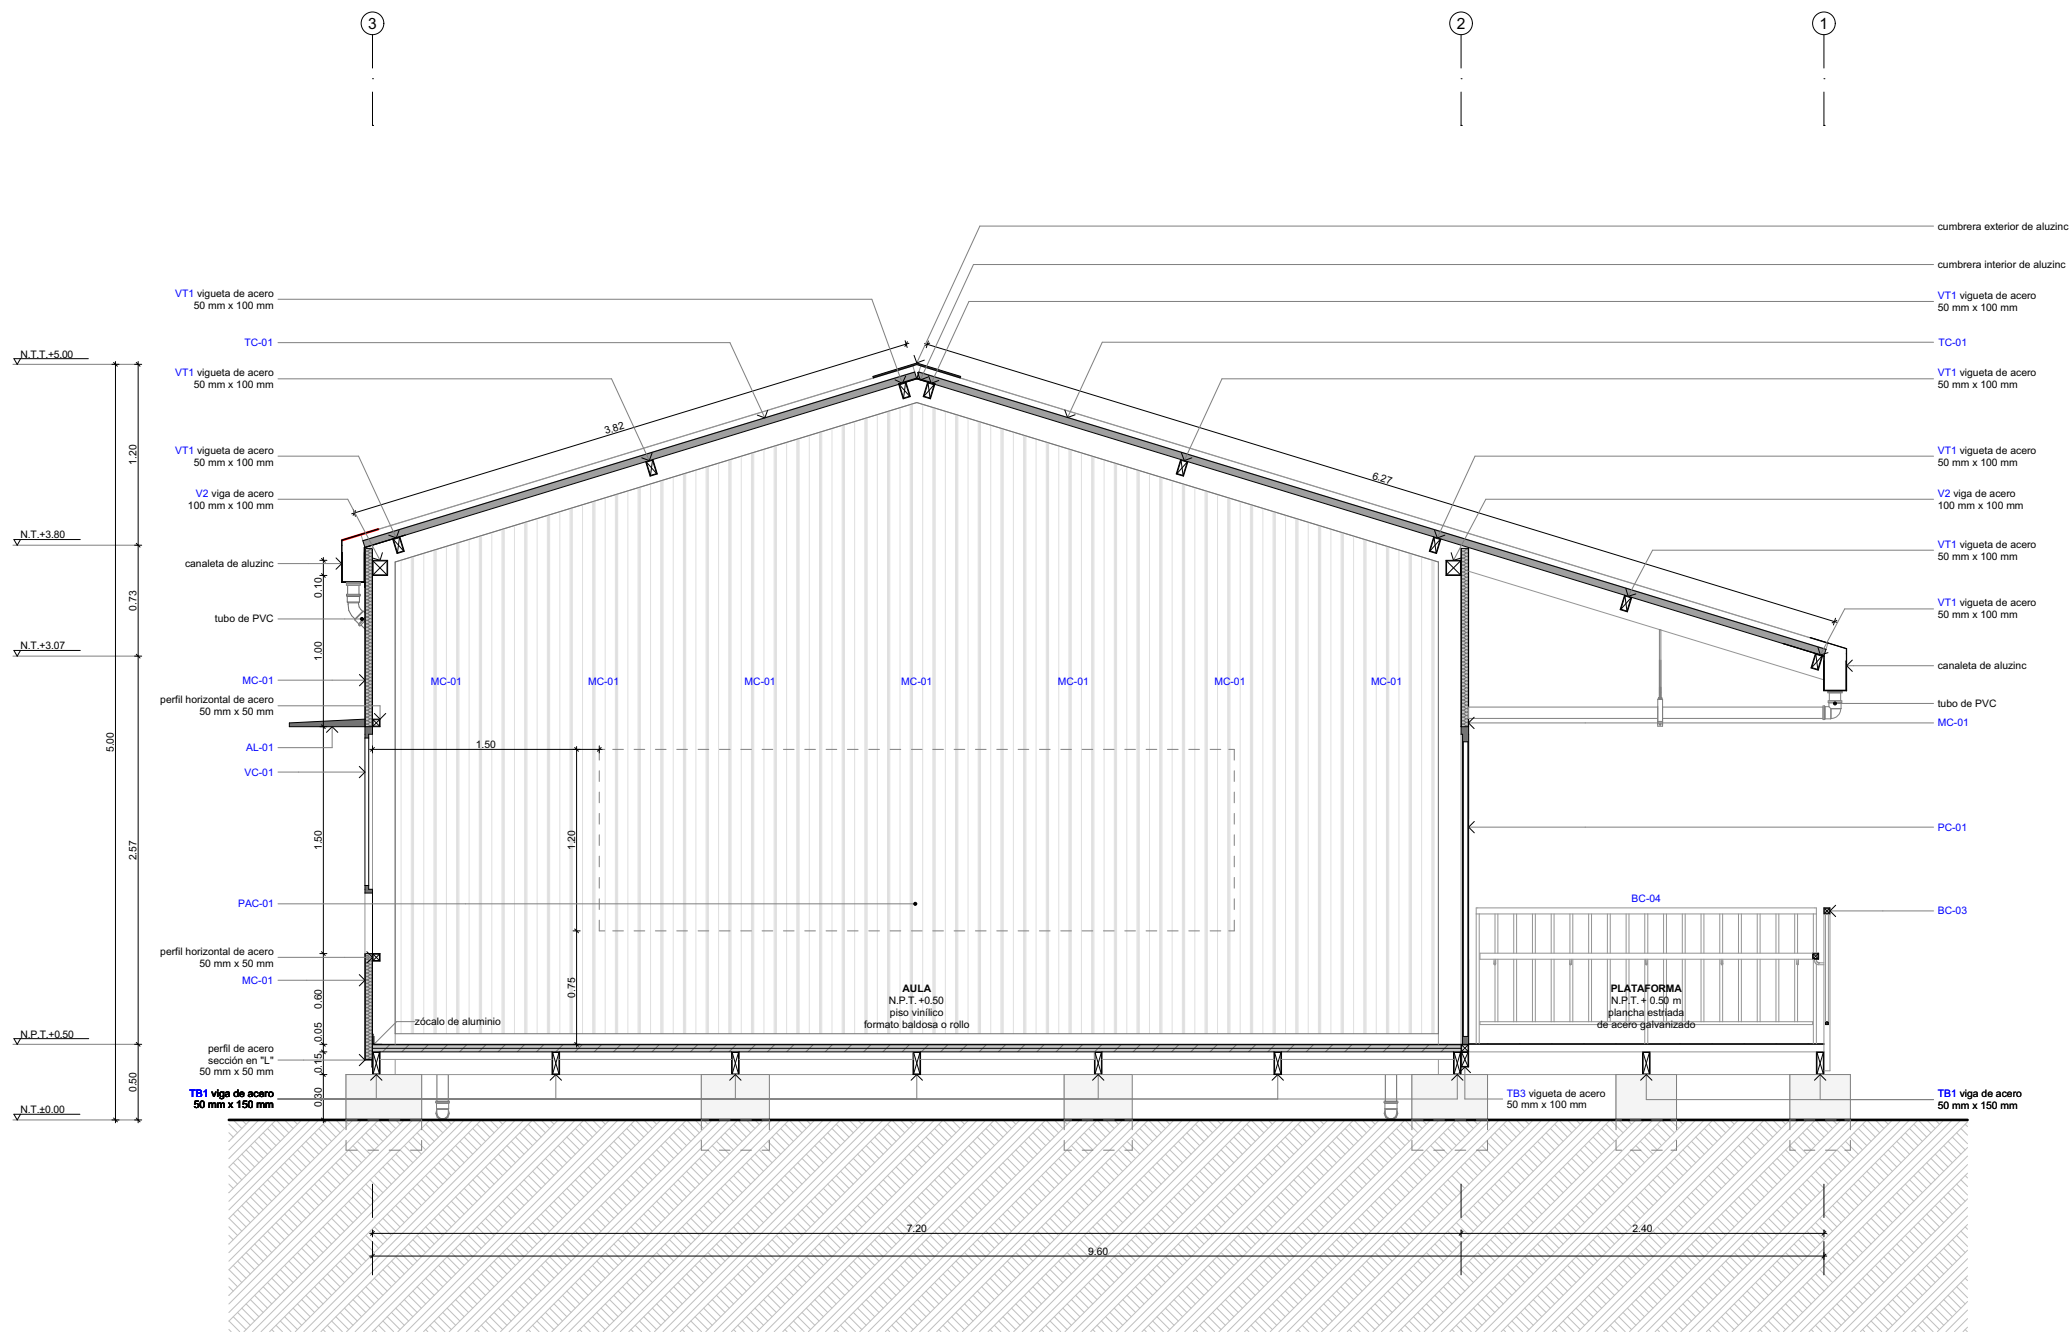 3
2
1
cumbrera exterior de aluzinc
cumbrera interior de aluzinc
VT1 vigueta de acero
50 mm x 100 mm
VT1 vigueta de acero
50 mm x 100 mm
TC-01
TC-01
N.T.T.+5.00
VT1 vigueta de acero
50 mm x 100 mm
VT1 vigueta de acero
50 mm x 100 mm
3.82
1.20
VT1 vigueta de acero
50 mm x 100 mm
VT1 vigueta de acero
50 mm x 100 mm
6.27
V2 viga de acero
100 mm x 100 mm
V2 viga de acero
100 mm x 100 mm
N.T.+3.80
VT1 vigueta de acero
50 mm x 100 mm
canaleta de aluzinc
0.10
0.73
VT1 vigueta de acero
50 mm x 100 mm
tubo de PVC
N.T.+3.07
1.00
canaleta de aluzinc
MC-01
MC-01
MC-01
MC-01
MC-01
MC-01
MC-01
MC-01
perfil horizontal de acero
50 mm x 50 mm
tubo de PVC
MC-01
5.00
AL-01
1.50
VC-01
PC-01
1.50
1.20
2.57
PAC-01
BC-04
BC-03
perfil horizontal de acero
50 mm x 50 mm
MC-01
0.75
0.60
AULA
N.P.T. +0.50
piso vinílico
formato baldosa o rollo
PLATAFORMA
N.P.T. + 0.50 m
plancha estriada
de acero galvanizado
zócalo de aluminio
0.05
N.P.T.+0.50
perfil de acero
sección en "L"
50 mm x 50 mm
0.15
0.50
0.30
TB1 viga de acero
50 mm x 150 mm
TB3 vigueta de acero
50 mm x 100 mm
TB1 viga de acero
50 mm x 150 mm
N.T.±0.00
7.20
2.40
9.60